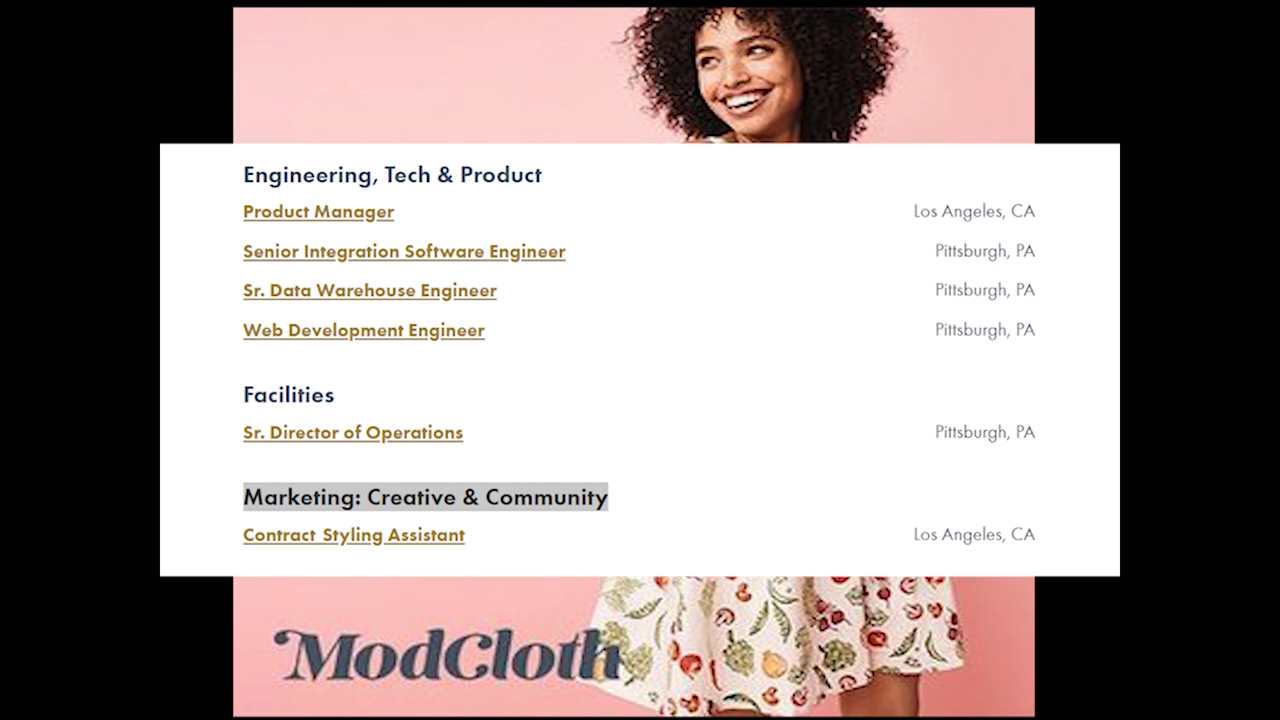 Engineering, Tech & Product
Product Manager Los Angeles, CA
Senior Integration Software Engineer Pittsburgh, PA
Sr. Data Warehouse Engineer Pittsburgh, PA
Web Development Engineer Pittsburgh, PA
Facilities
Sr. Director of Operations Pittsburgh, PA
Marketing: Creative & Community
Contract Styling Assistant Los Angeles, CA
ModCloth